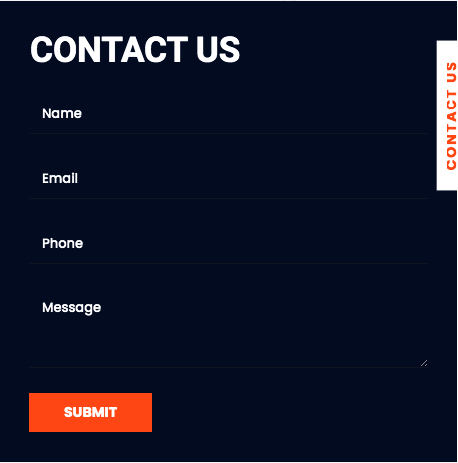 CONTACT US
Name
Email
Phone
Message
SUBMIT
CONTACT US